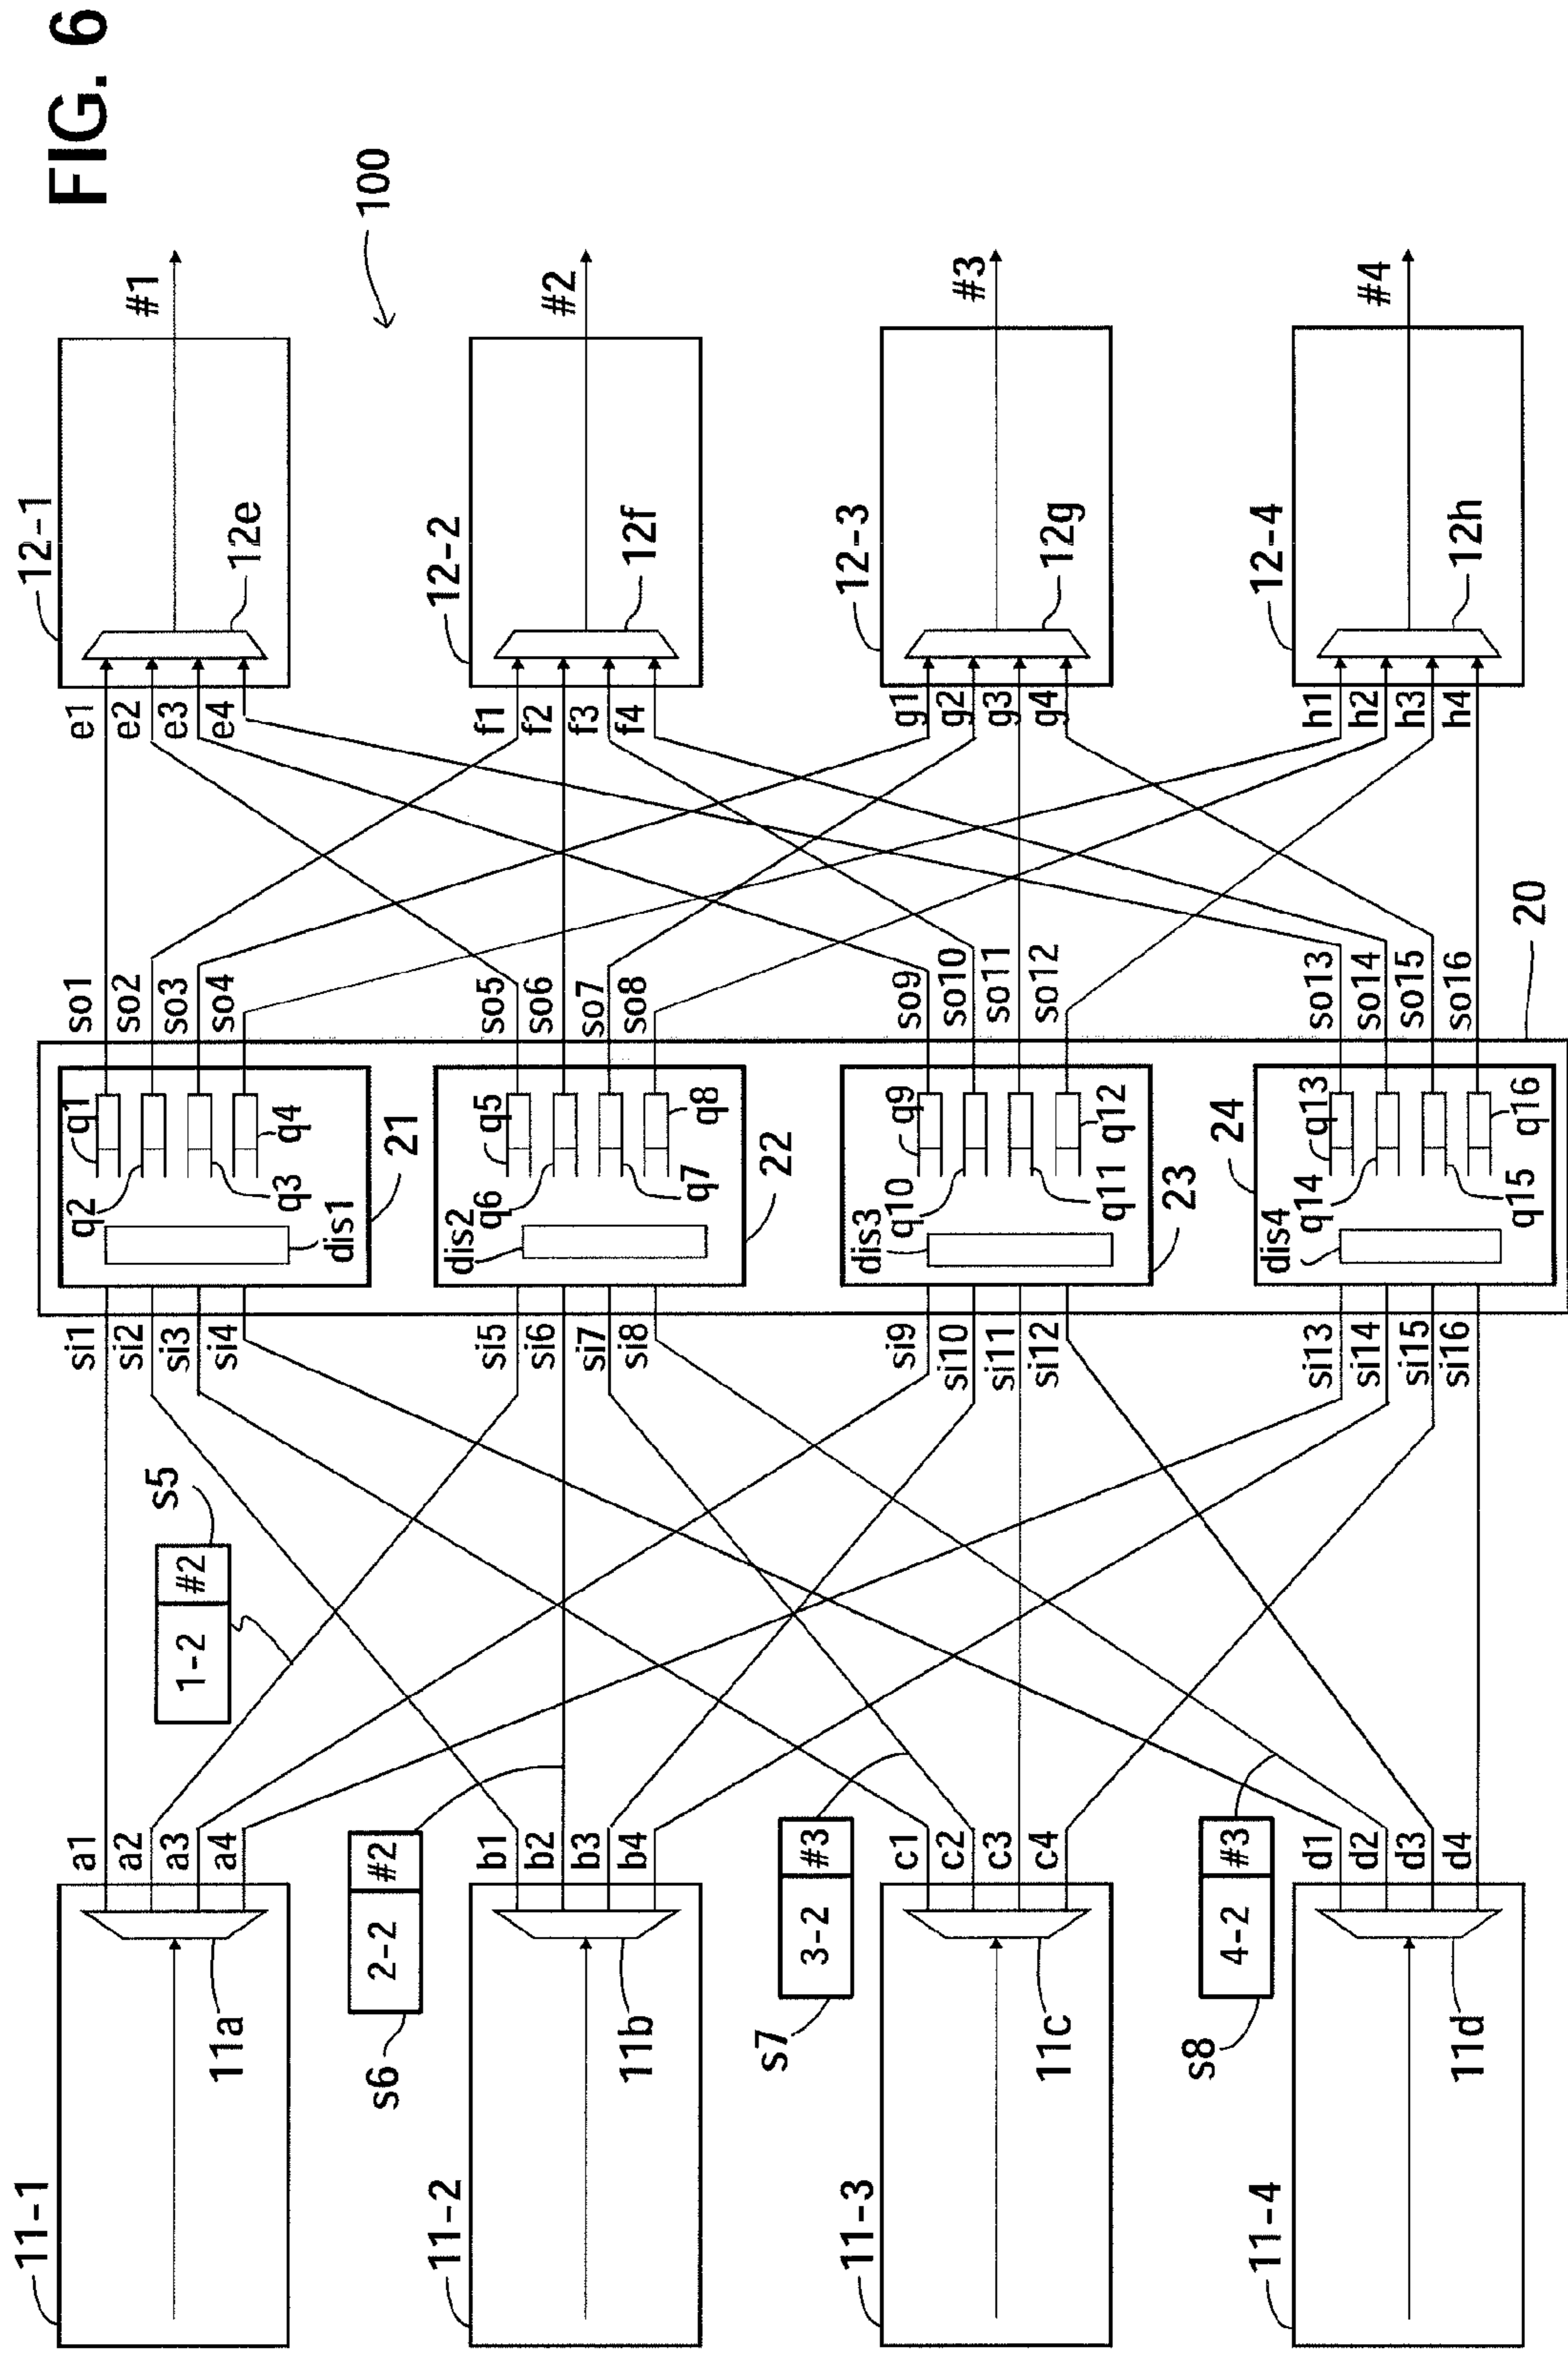 FIG. 6
100
11-1
11a
a1
a2
a3
a4
11-2
11b
b1
b2
b3
b4
11-3
11c
c1
c2
c3
c4
11-4
11d
d1
d2
d3
d4
1-2 #2
s5
2-2 #2
s6
3-2 #3
s7
4-2 #3
s8
si1
si2
si3
si4
si5
si6
si7
si8
si9
si10
si11
si12
si13
si14
si15
si16
dis1
q1
q2
q3
q4
21
dis2
q5
q6
q7
q8
22
dis3
q9
q10
q11
q12
23
dis4
q13
q14
q15
q16
24
20
so1
so2
so3
so4
so5
so6
so7
so8
so9
so10
so11
so12
so13
so14
so15
so16
e1
e2
e3
e4
12-1
12e
#1
f1
f2
f3
f4
12-2
12f
#2
g1
g2
g3
g4
12-3
12g
#3
h1
h2
h3
h4
12-4
12h
#4